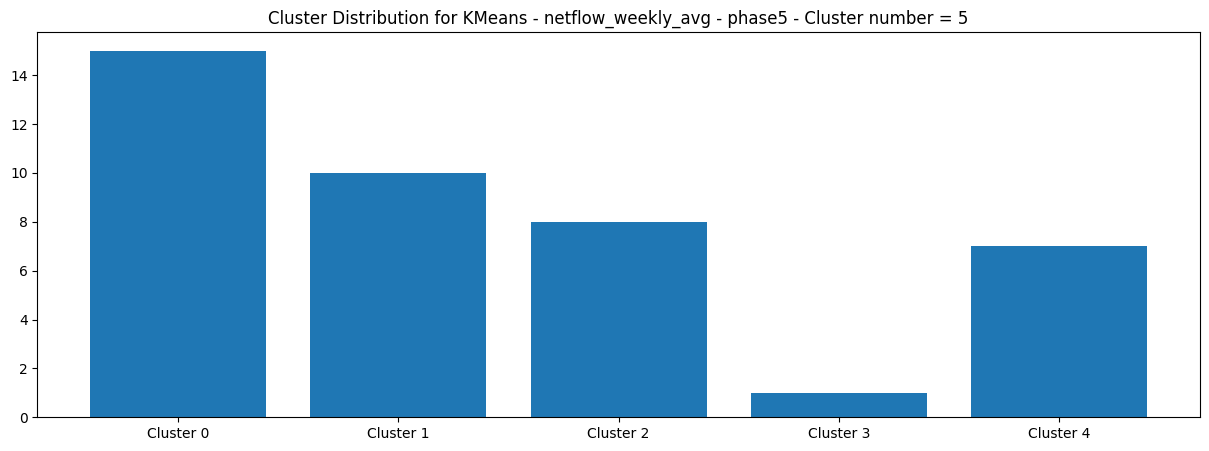 Cluster Distribution for KMeans - netflow_weekly_avg - phase5 - Cluster number = 5
14
12
10
8
6
4
2
0
Cluster 0
Cluster 1
Cluster 2
Cluster 3
Cluster 4